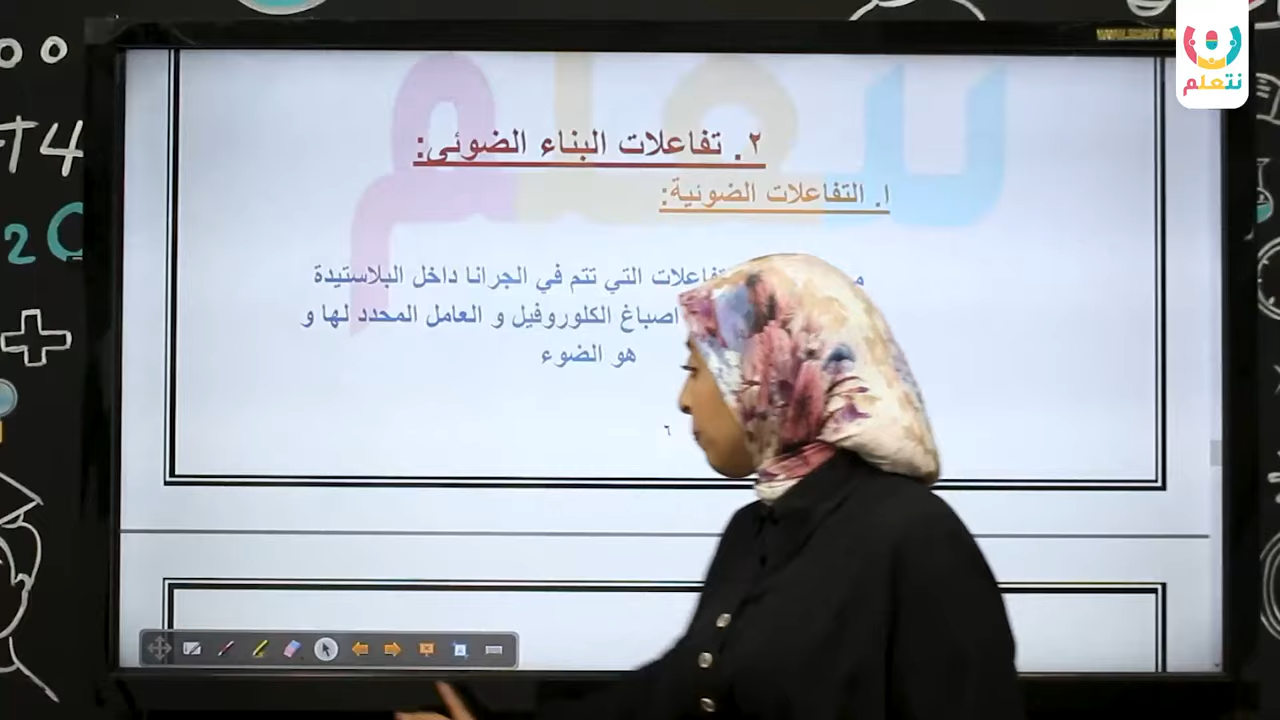 نتعلم
٢. تفاعلات البناء الضوئى:
ا. التفاعلات الضوئية:
تفاعلات التي تتم في الجرانا داخل البلاستيدة
اصباغ الكلوروفيل و العامل المحدد لها و
هو الضوء
٦